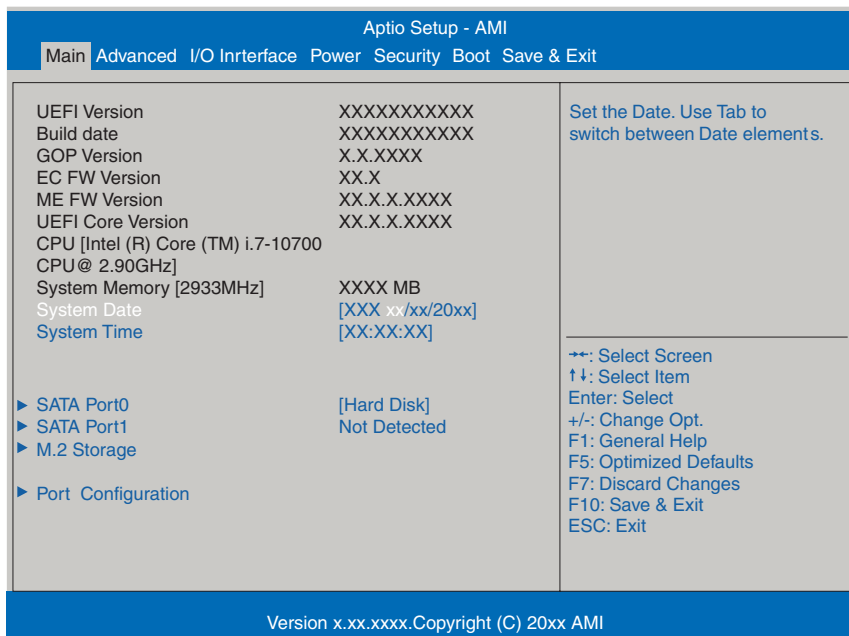 Aptio Setup - AMI
Main Advanced I/O Inrterface Power Security Boot Save & Exit
UEFI Version XXXXXXXXXXX
Build date XXXXXXXXXXX
GOP Version X.X.XXXX
EC FW Version XX.X
ME FW Version XX.X.X.XXXX
UEFI Core Version XX.X.X.XXXX
CPU [Intel (R) Core (TM) i.7-10700
CPU@ 2.90GHz]
System Memory [2933MHz] XXXX MB
System Date [XXX xx/xx/20xx]
System Time [XX:XX:XX]
▶ SATA Port0 [Hard Disk]
▶ SATA Port1 Not Detected
▶ M.2 Storage
▶ Port Configuration
Set the Date. Use Tab to
switch between Date elements.
→←: Select Screen
↑↓: Select Item
Enter: Select
+/-: Change Opt.
F1: General Help
F5: Optimized Defaults
F7: Discard Changes
F10: Save & Exit
ESC: Exit
Version x.xx.xxxx.Copyright (C) 20xx AMI